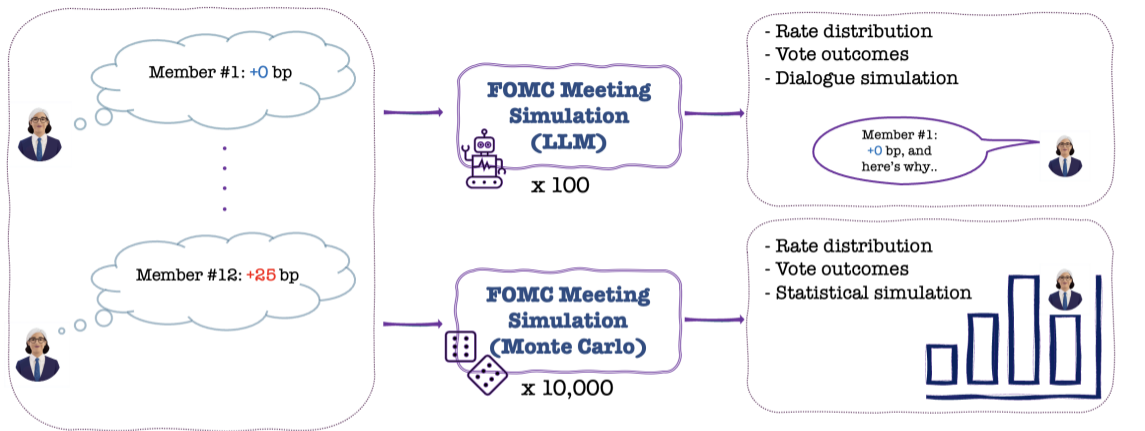 Member #1: +0 bp
Member #12: +25 bp
FOMC Meeting
Simulation
(LLM)
x 100
FOMC Meeting
Simulation
(Monte Carlo)
x 10,000
- Rate distribution
- Vote outcomes
- Dialogue simulation
Member #1:
+0 bp, and
here's why..
- Rate distribution
- Vote outcomes
- Statistical simulation